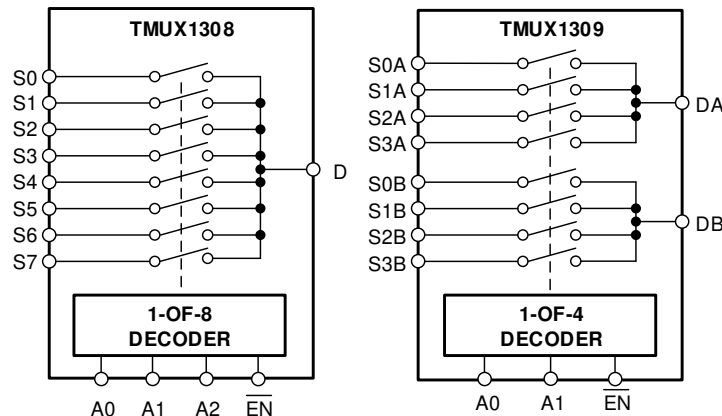 TMUX1308
S0
S1
S2
S3
S4
S5
S6
S7
D
1-OF-8
DECODER
A0 A1 A2 EN
TMUX1309
S0A
S1A
S2A
S3A
S0B
S1B
S2B
S3B
DA
DB
1-OF-4
DECODER
A0 A1 EN